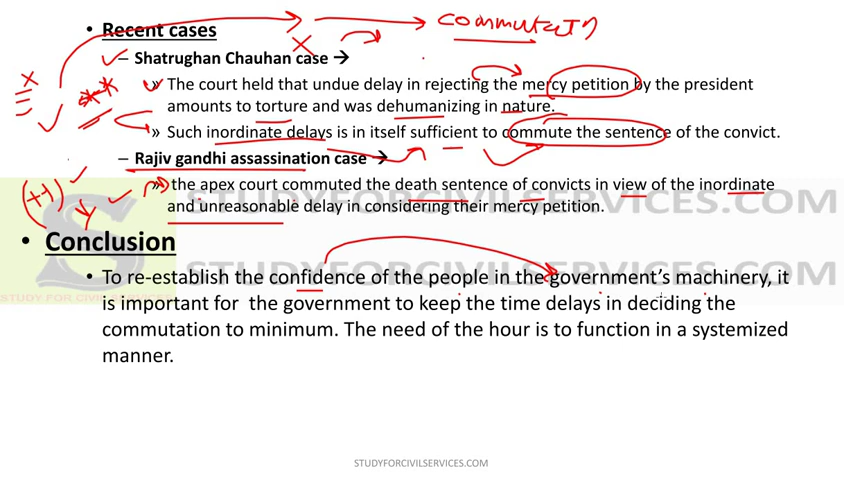 commutatn
• Recent cases
– Shatrughan Chauhan case →
» The court held that undue delay in rejecting the mercy petition by the president
amounts to torture and was dehumanizing in nature.
» Such inordinate delays is in itself sufficient to commute the sentence of the convict.
– Rajiv gandhi assassination case →
» the apex court commuted the death sentence of convicts in view of the inordinate
and unreasonable delay in considering their mercy petition.
• Conclusion
• To re-establish the confidence of the people in the government's machinery, it
is important for the government to keep the time delays in deciding the
commutation to minimum. The need of the hour is to function in a systemized
manner.
STUDYFORCIVILSERVICES.COM